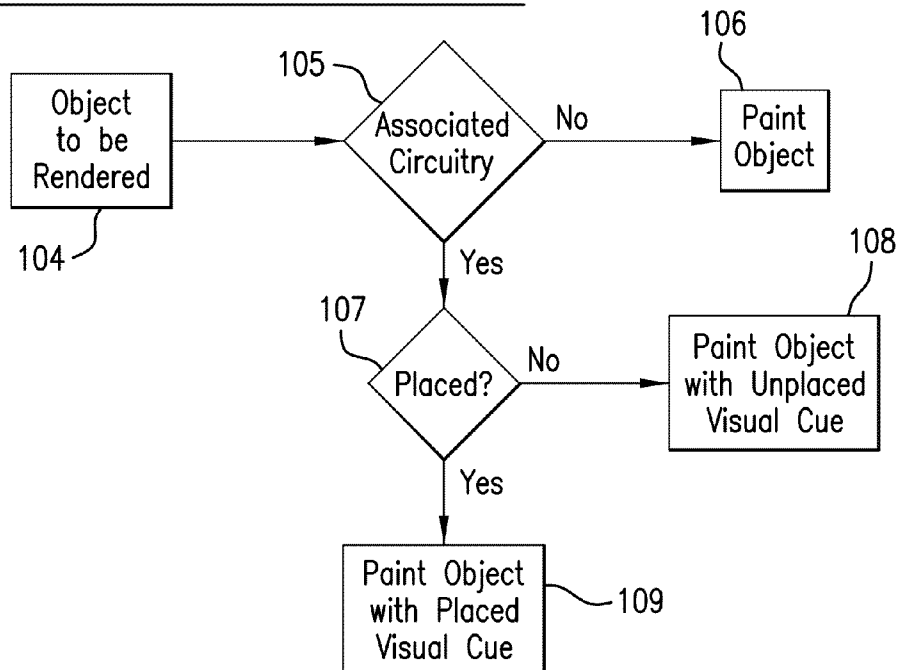 106
105
Object
to be
Rendered
Associated
Circuitry
No
Paint
Object
104
Yes
108
107
Placed?
No
Paint Object
with Unplaced
Visual Cue
Yes
Paint Object
with Placed
Visual Cue
109